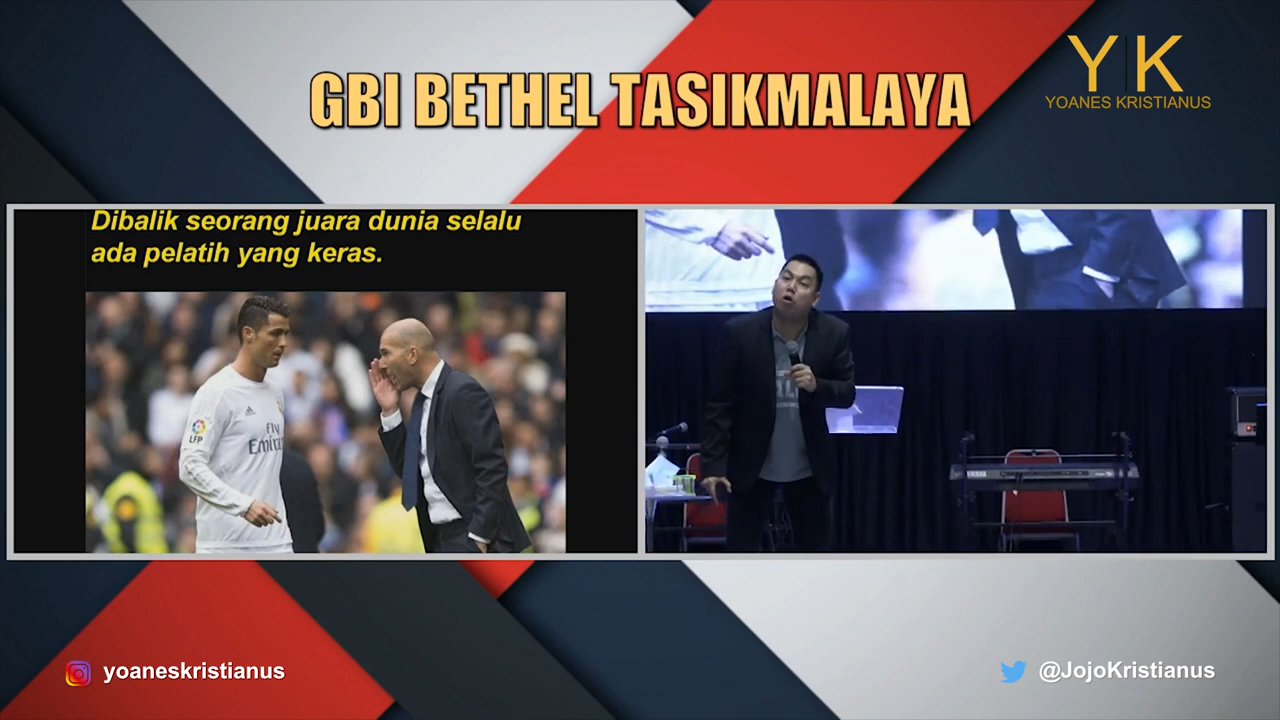 GBI BETHEL TASIKMALAYA
Y K
YOANES KRISTIANUS
Dibalik seorang juara dunia selalu
ada pelatih yang keras.
LFP
Fly
Emirates
YAMAHA
yoaneskristianus
@JojoKristianus